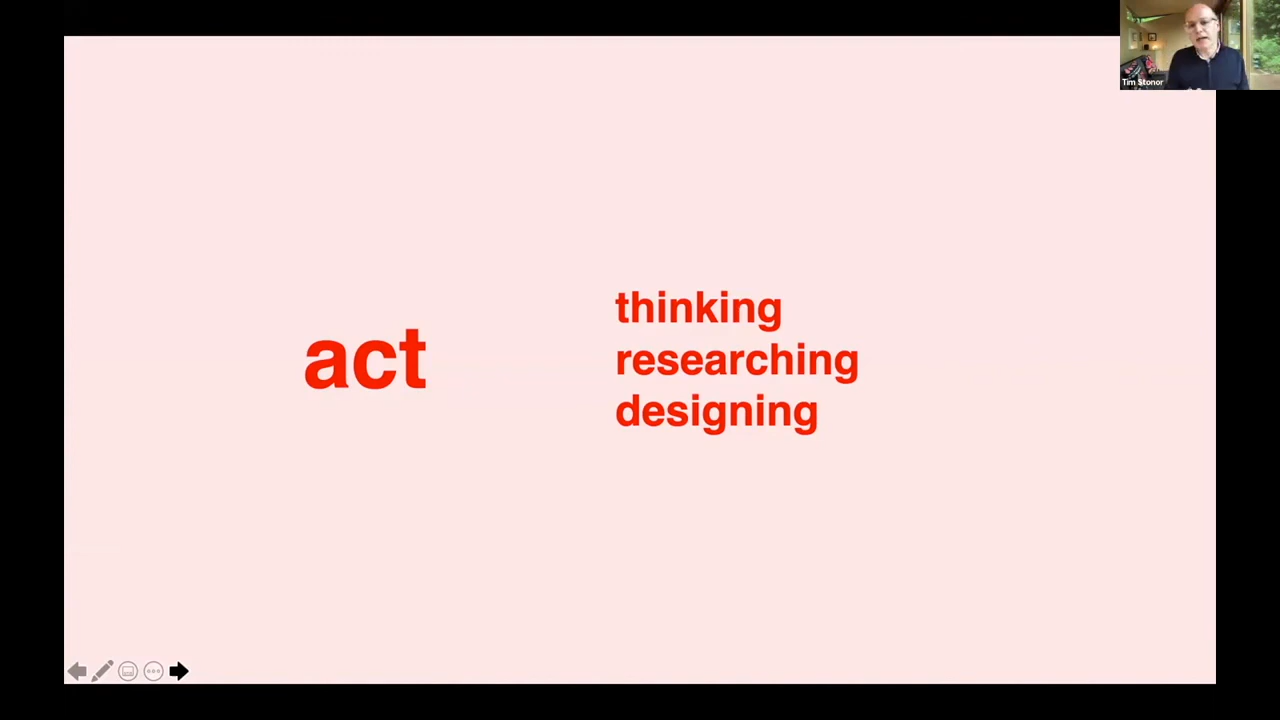 Tim Stonor
act
thinking
researching
designing